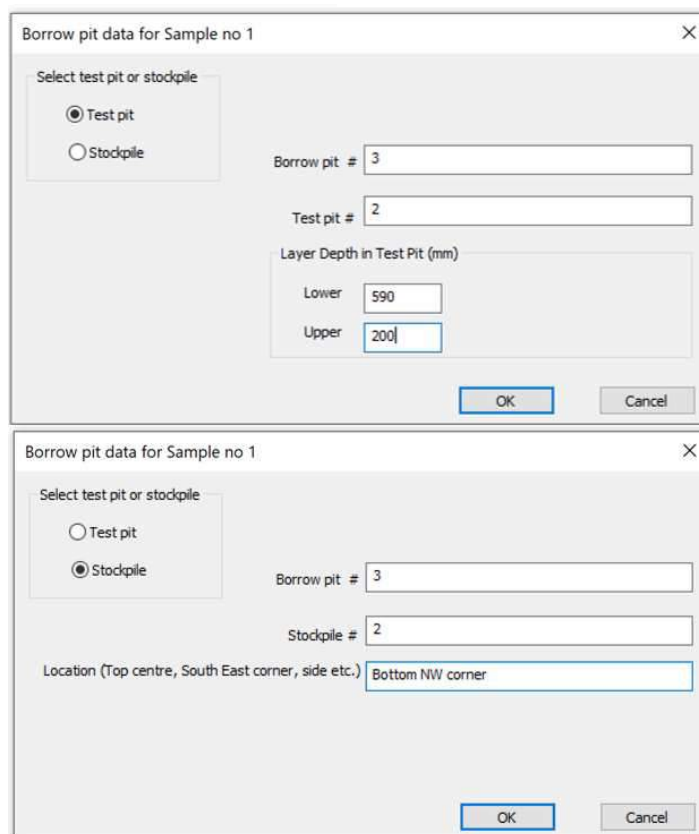 Borrow pit data for Sample no 1
Select test pit or stockpile
Test pit
Stockpile
Borrow pit # 3
Test pit # 2
Layer Depth in Test Pit (mm)
Lower 590
Upper 200
OK Cancel
Borrow pit data for Sample no 1
Select test pit or stockpile
Test pit
Stockpile
Borrow pit # 3
Stockpile # 2
Location (Top centre, South East corner, side etc.) Bottom NW corner
OK Cancel